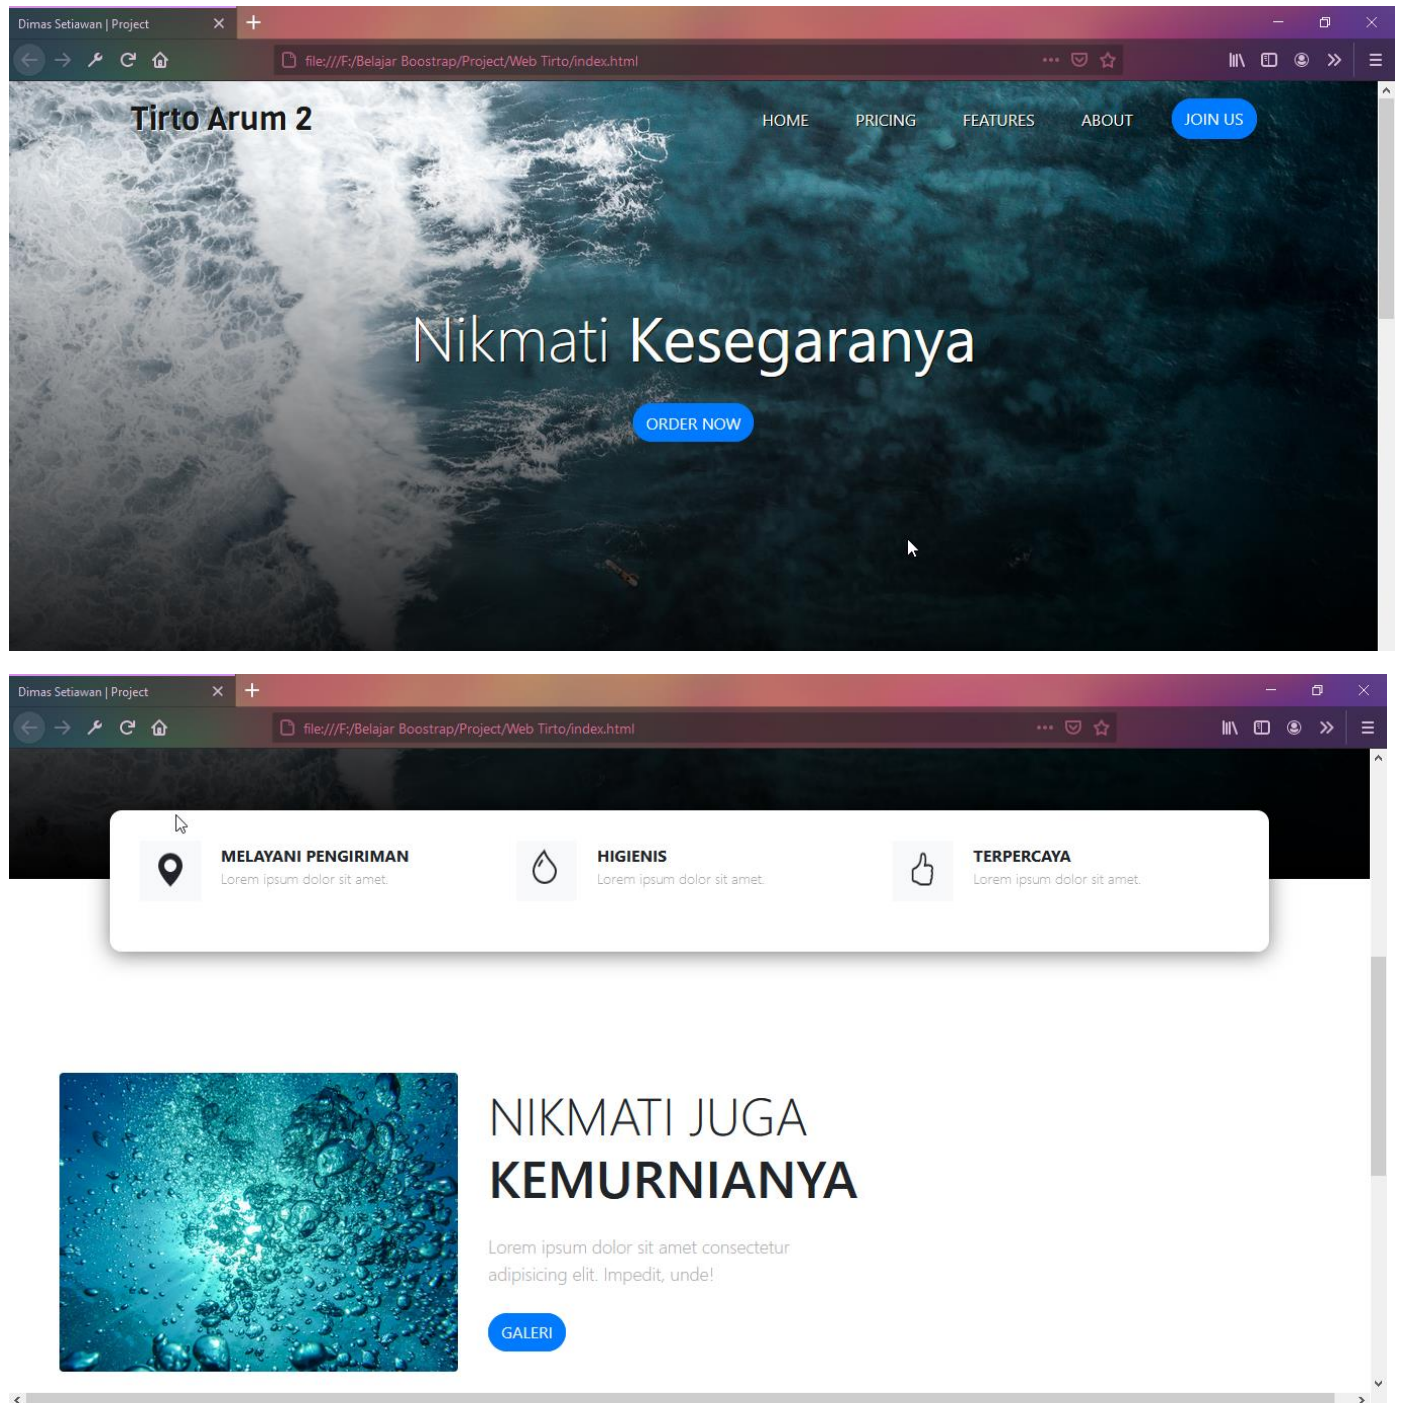 Dimas Setiawan | Project
file:///F:/Belajar Boostrap/Project/Web Tirto/index.html
Tirto Arum 2
HOME PRICING FEATURES ABOUT JOIN US
Nikmati Kesegaranya
ORDER NOW
Dimas Setiawan | Project
file:///F:/Belajar Boostrap/Project/Web Tirto/index.html
MELAYANI PENGIRIMAN
Lorem ipsum dolor sit amet.
HIGIENIS
Lorem ipsum dolor sit amet.
TERPERCAYA
Lorem ipsum dolor sit amet.
NIKMATI JUGA
KEMURNIANYA
Lorem ipsum dolor sit amet consectetur
adipisicing elit. Impedit, unde!
GALERI